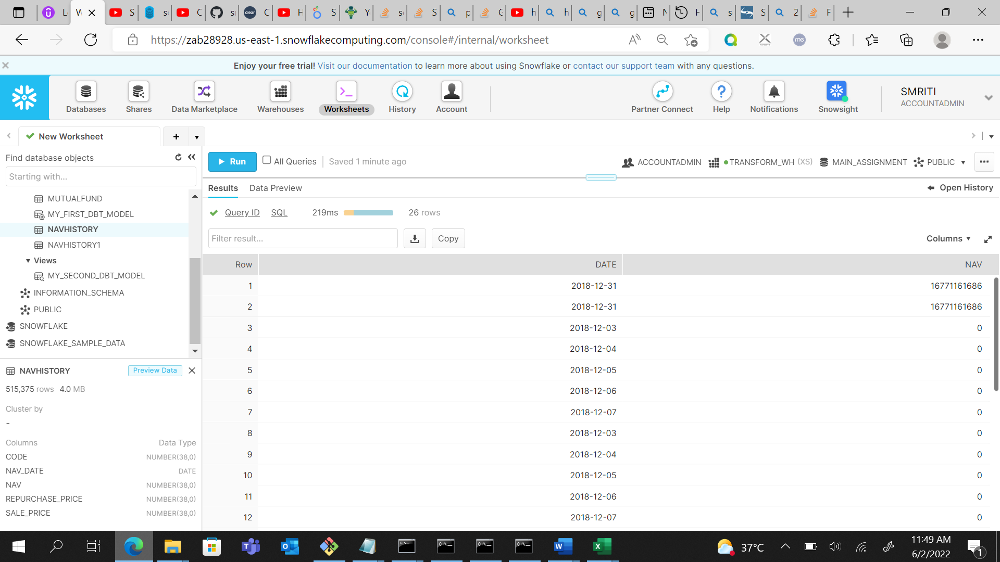 https://zab28928.us-east-1.snowflakecomputing.com/console#/internal/worksheet
Enjoy your free trial! Visit our documentation to learn more about using Snowflake or contact our support team with any questions.
Databases
Shares
Data Marketplace
Warehouses
Worksheets
History
Account
Partner Connect
Help
Notifications
Snowsight
SMRITI
ACCOUNTADMIN
New Worksheet
Find database objects
Starting with...
MUTUALFUND
MY_FIRST_DBT_MODEL
NAVHISTORY
NAVHISTORY1
Views
MY_SECOND_DBT_MODEL
INFORMATION_SCHEMA
PUBLIC
SNOWFLAKE
SNOWFLAKE_SAMPLE_DATA
NAVHISTORY Preview Data
515,375 rows 4.0 MB
Cluster by
-
Columns Data Type
CODE NUMBER(38,0)
NAV_DATE DATE
NAV NUMBER(38,0)
REPURCHASE_PRICE NUMBER(38,0)
SALE_PRICE NUMBER(38,0)
Run All Queries Saved 1 minute ago
ACCOUNTADMIN TRANSFORM_WH (XS) MAIN_ASSIGNMENT PUBLIC
Results Data Preview
Open History
Query ID SQL 219ms 26 rows
Filter result...
Copy
Columns
Row DATE NAV
1 2018-12-31 16771161686
2 2018-12-31 16771161686
3 2018-12-03 0
4 2018-12-04 0
5 2018-12-05 0
6 2018-12-06 0
7 2018-12-07 0
8 2018-12-03 0
9 2018-12-04 0
10 2018-12-05 0
11 2018-12-06 0
12 2018-12-07 0
37°C
11:49 AM
6/2/2022
1